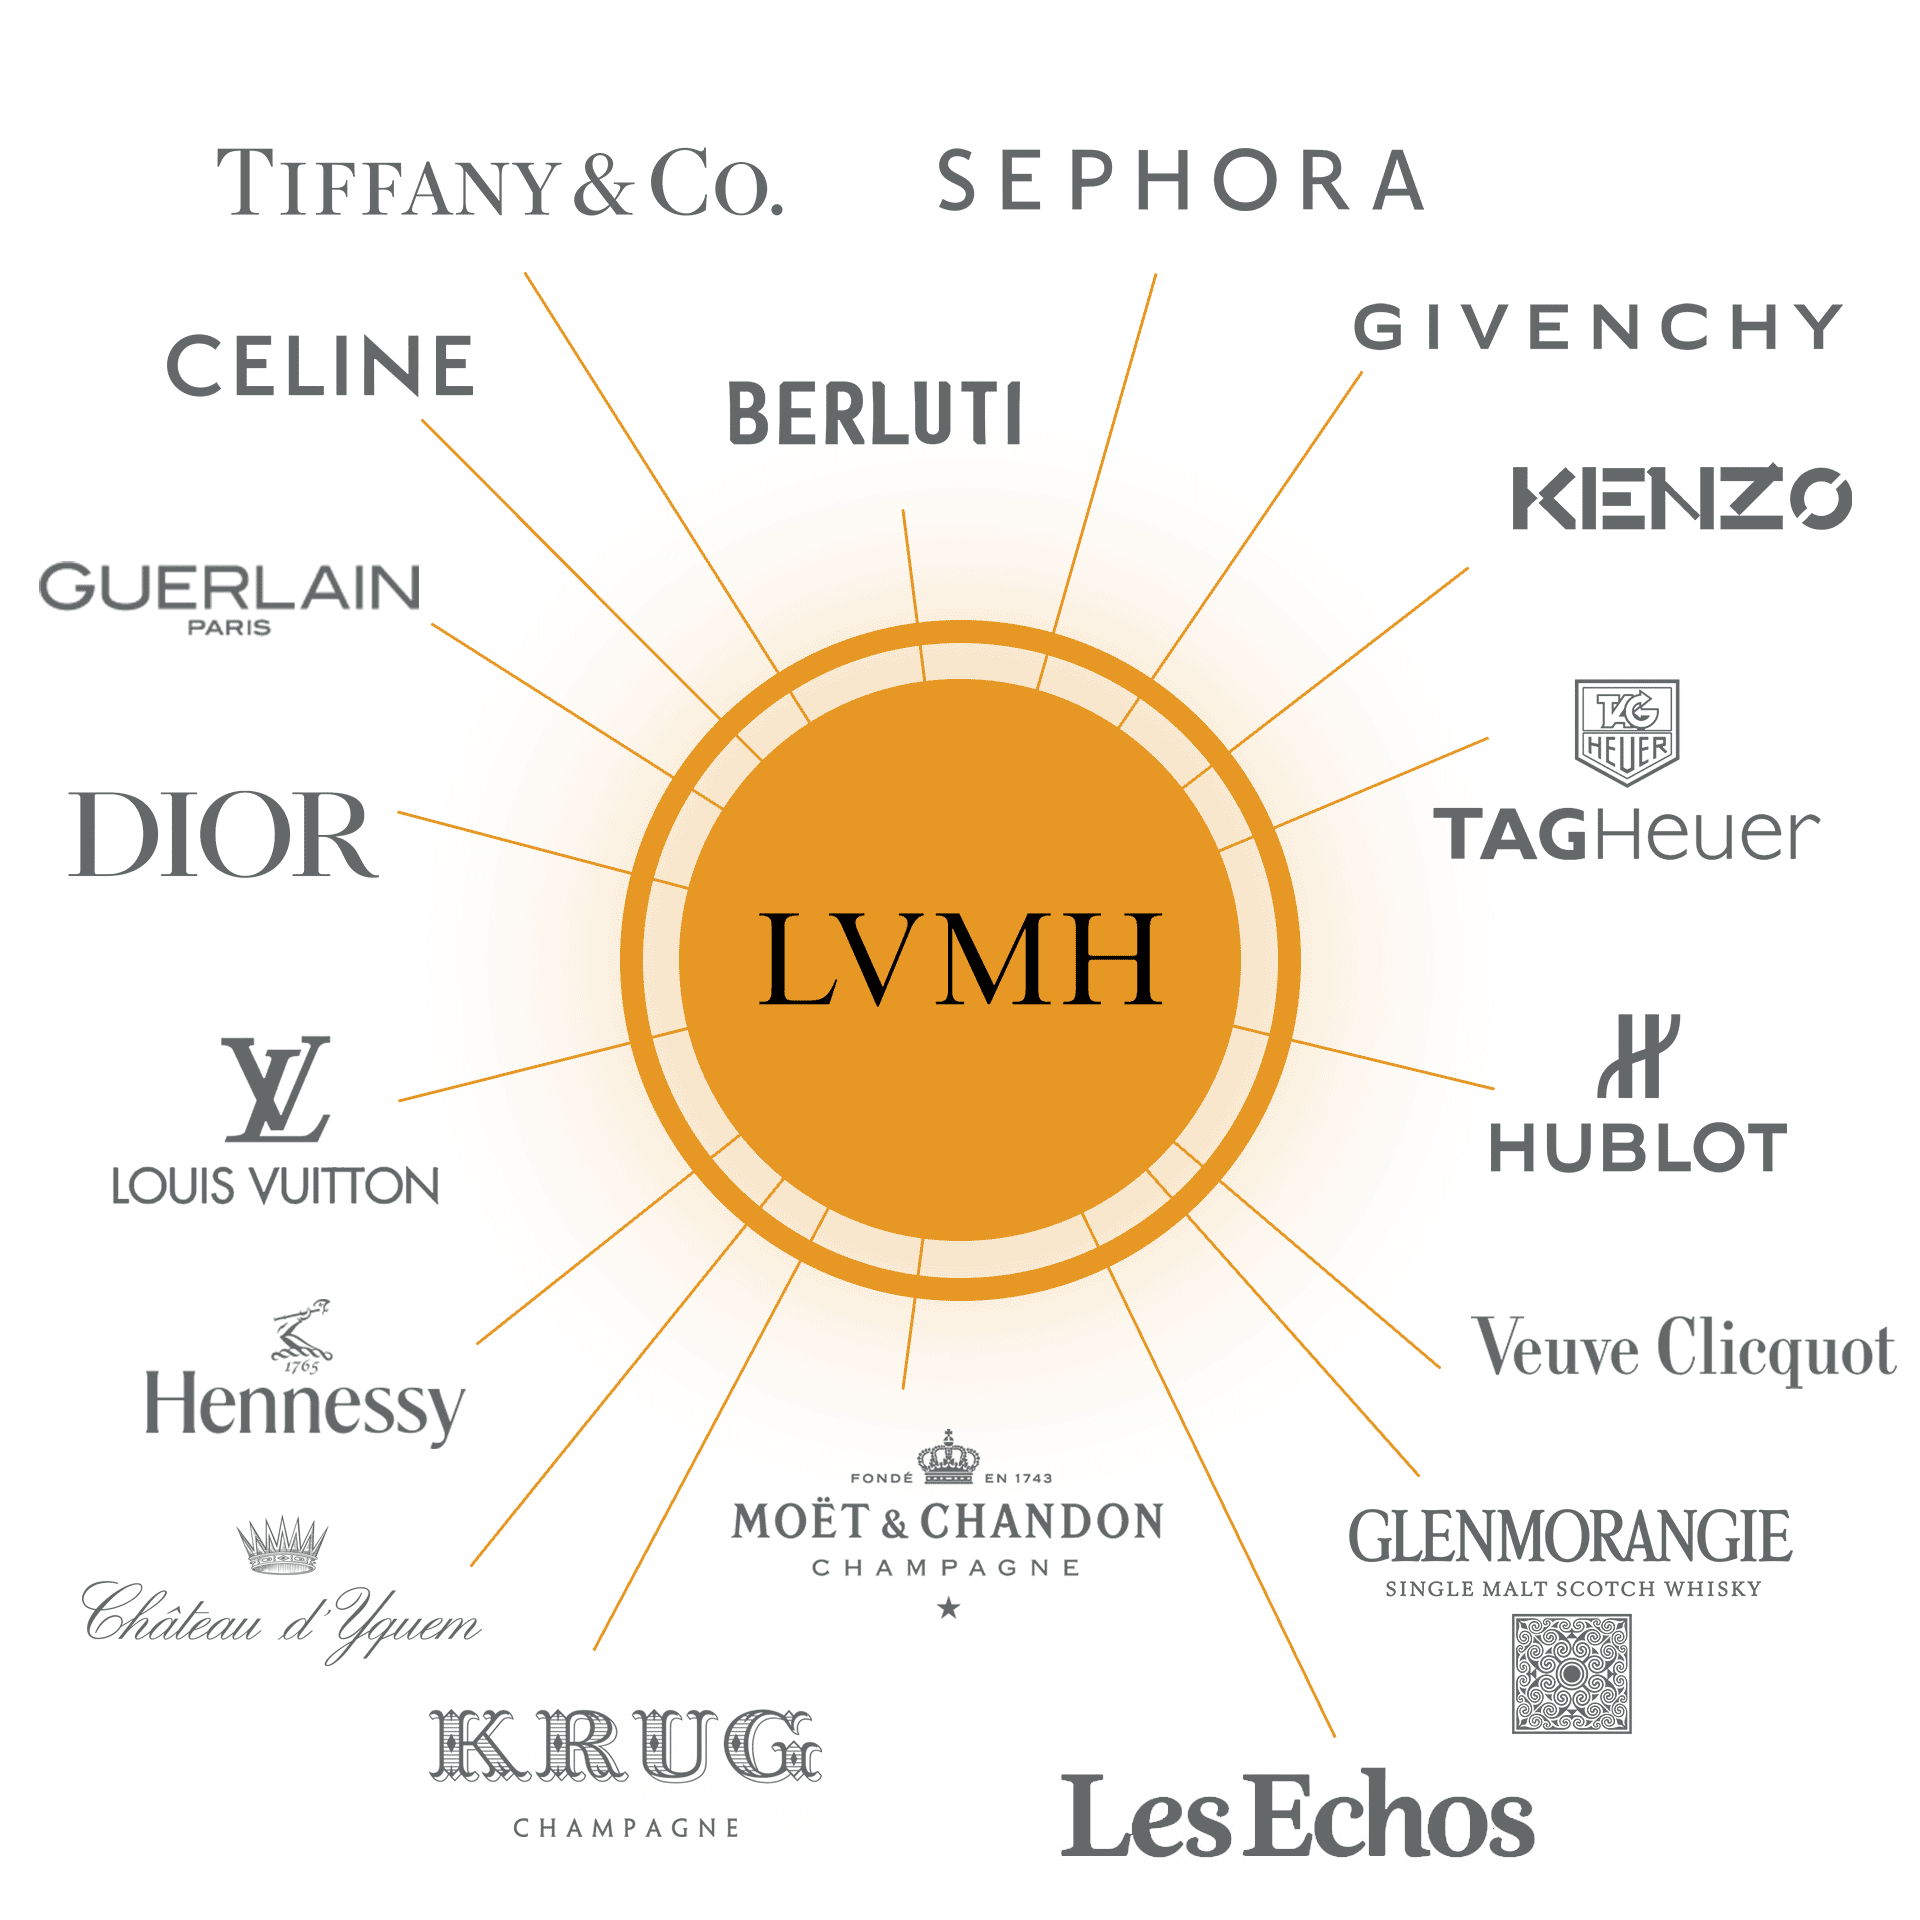 TIFFANY & CO.
SEPHORA
GIVENCHY
CELINE
BERLUTI
KENZO
GUERLAIN
PARIS
TAG
HEUER
TAGHeuer
DIOR
LVMH
LV
LOUIS VUITTON
H
HUBLOT
1765
Hennessy
Veuve Clicquot
FONDÉ EN 1743
MOËT & CHANDON
CHAMPAGNE
GLENMORANGIE
SINGLE MALT SCOTCH WHISKY
Château d'Yquem
KRUG
CHAMPAGNE
Les Echos